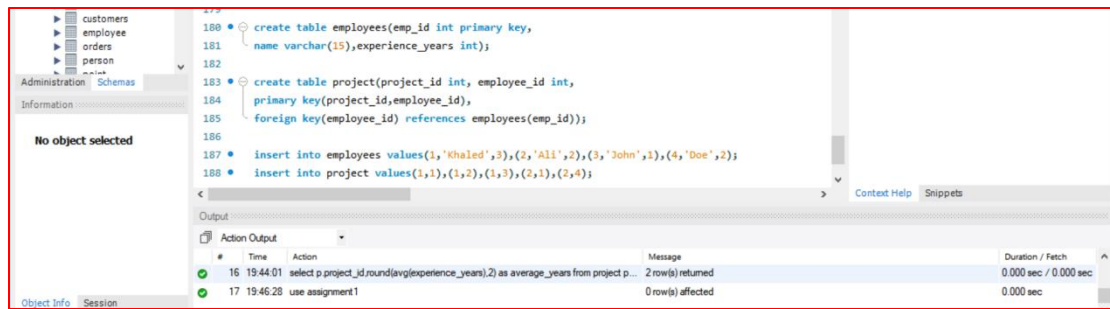 customers
employee
orders
person
Administration Schemas
Information
No object selected
Object Info Session
179
180 create table employees(emp_id int primary key,
181 name varchar(15),experience_years int);
182
183 create table project(project_id int, employee_id int,
184 primary key(project_id,employee_id),
185 foreign key(employee_id) references employees(emp_id));
186
187 insert into employees values(1,'Khaled',3),(2,'Ali',2),(3,'John',1),(4,'Doe',2);
188 insert into project values(1,1),(1,2),(1,3),(2,1),(2,4);
Context Help Snippets
Output
Action Output
# Time Action Message Duration / Fetch
16 19:44:01 select p.project_id,round(avg(experience_years),2) as average_years from project p... 2 row(s) returned 0.000 sec / 0.000 sec
17 19:46:28 use assignment1 0 row(s) affected 0.000 sec